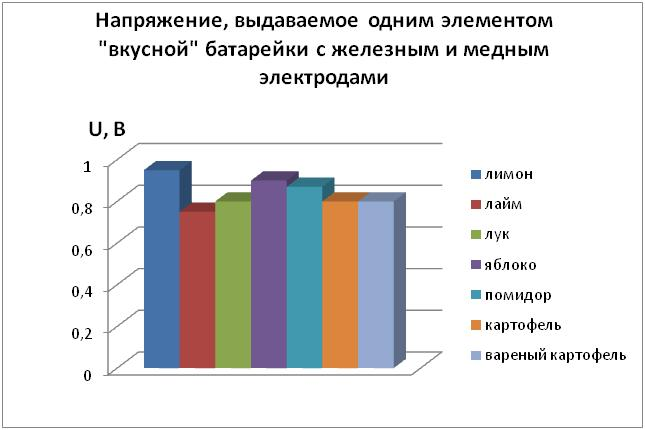 Напряжение, выдаваемое одним элементом
"вкусной" батарейки с железным и медным
электродами
U, В
1
0,8
0,6
0,4
0,2
0
лимон
лайм
лук
яблоко
помидор
картофель
вареный картофель